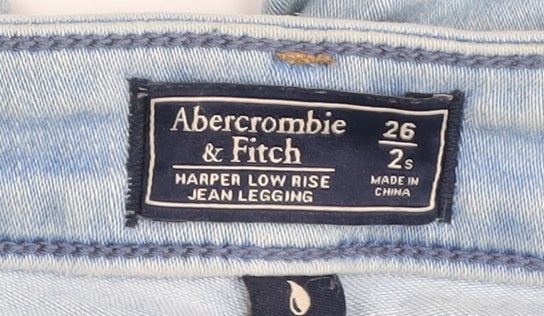 Abercrombie
& Fitch
HARPER LOW RISE
JEAN LEGGING
26
2s
MADE IN
CHINA